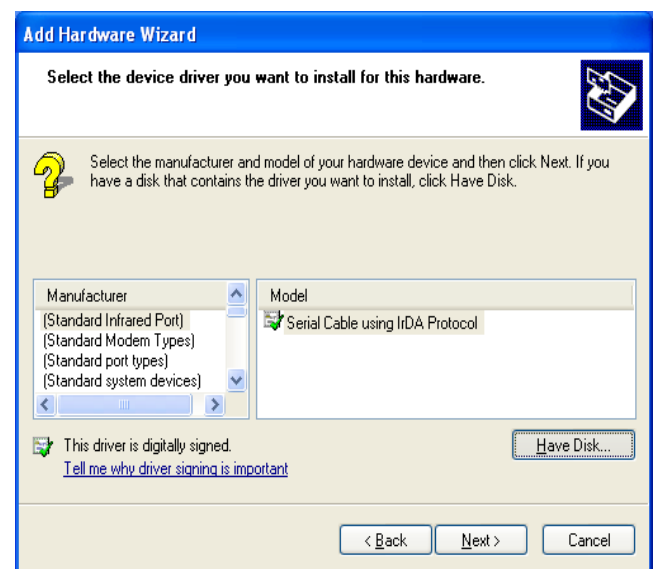 Add Hardware Wizard
Select the device driver you want to install for this hardware.
Select the manufacturer and model of your hardware device and then click Next. If you
have a disk that contains the driver you want to install, click Have Disk.
Manufacturer
(Standard Infrared Port)
(Standard Modem Types)
(Standard port types)
(Standard system devices)
Model
Serial Cable using IrDA Protocol
This driver is digitally signed.
Tell me why driver signing is important
Have Disk...
< Back
Next >
Cancel